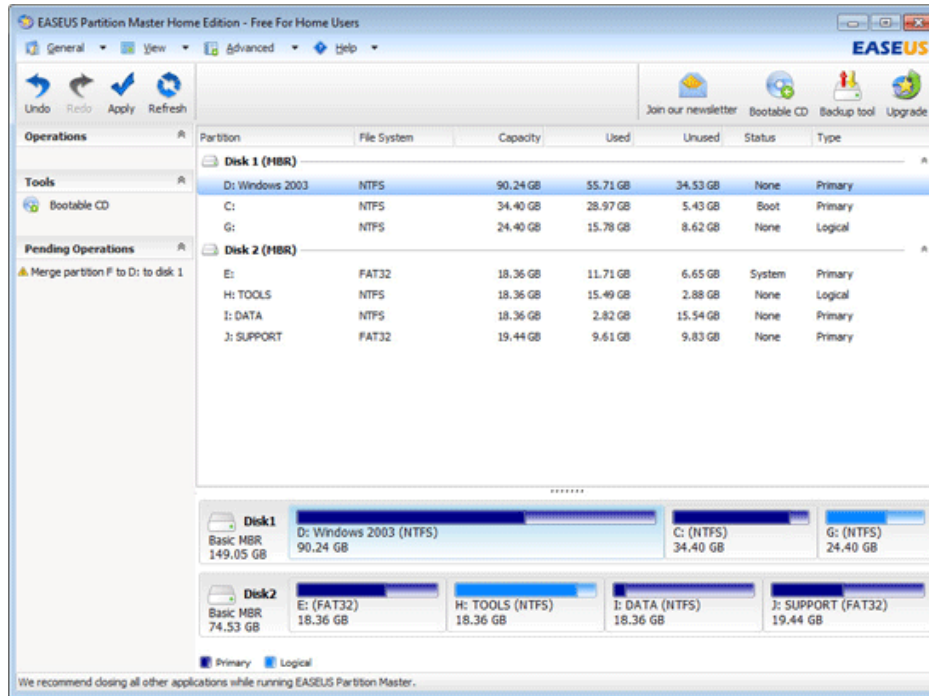 EASEUS Partition Master Home Edition - Free For Home Users
General View Advanced Help EASEUS
Undo Redo Apply Refresh Join our newsletter Bootable CD Backup tool Upgrade
Operations
Tools
Bootable CD
Pending Operations
Merge partition F to D: to disk 1
Partition File System Capacity Used Unused Status Type
Disk 1 (MBR)
D: Windows 2003 NTFS 90.24 GB 55.71 GB 34.53 GB None Primary
C: NTFS 34.40 GB 28.97 GB 5.43 GB Boot Primary
G: NTFS 24.40 GB 15.78 GB 8.62 GB None Logical
Disk 2 (MBR)
E: FAT32 18.36 GB 11.71 GB 6.65 GB System Primary
H: TOOLS NTFS 18.36 GB 15.49 GB 2.88 GB None Logical
I: DATA NTFS 18.36 GB 2.82 GB 15.54 GB None Primary
J: SUPPORT FAT32 19.44 GB 9.61 GB 9.83 GB None Primary
Disk1
Basic MBR
149.05 GB
D: Windows 2003 (NTFS)
90.24 GB
C: (NTFS)
34.40 GB
G: (NTFS)
24.40 GB
Disk2
Basic MBR
74.53 GB
E: (FAT32)
18.36 GB
H: TOOLS (NTFS)
18.36 GB
I: DATA (NTFS)
18.36 GB
J: SUPPORT (FAT32)
19.44 GB
Primary Logical
We recommend closing all other applications while running EASEUS Partition Master.